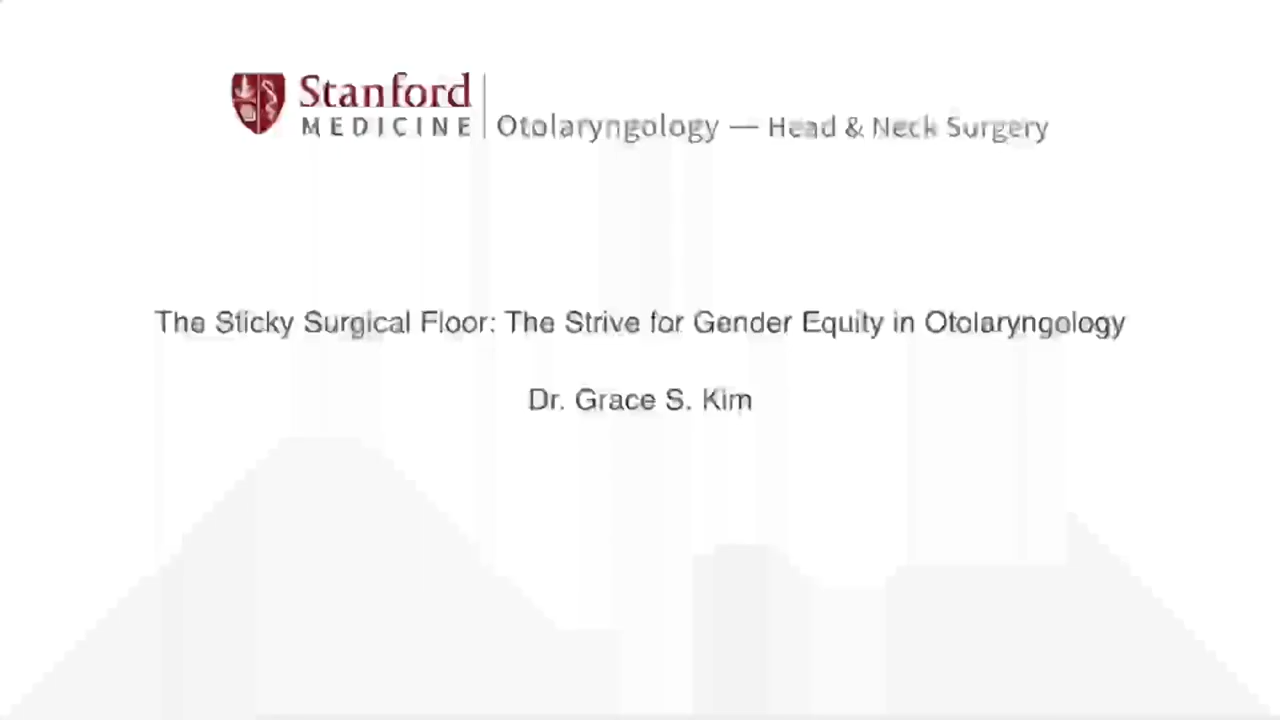 Stanford
MEDICINE
Otolaryngology — Head & Neck Surgery
The Sticky Surgical Floor: The Strive for Gender Equity in Otolaryngology
Dr. Grace S. Kim